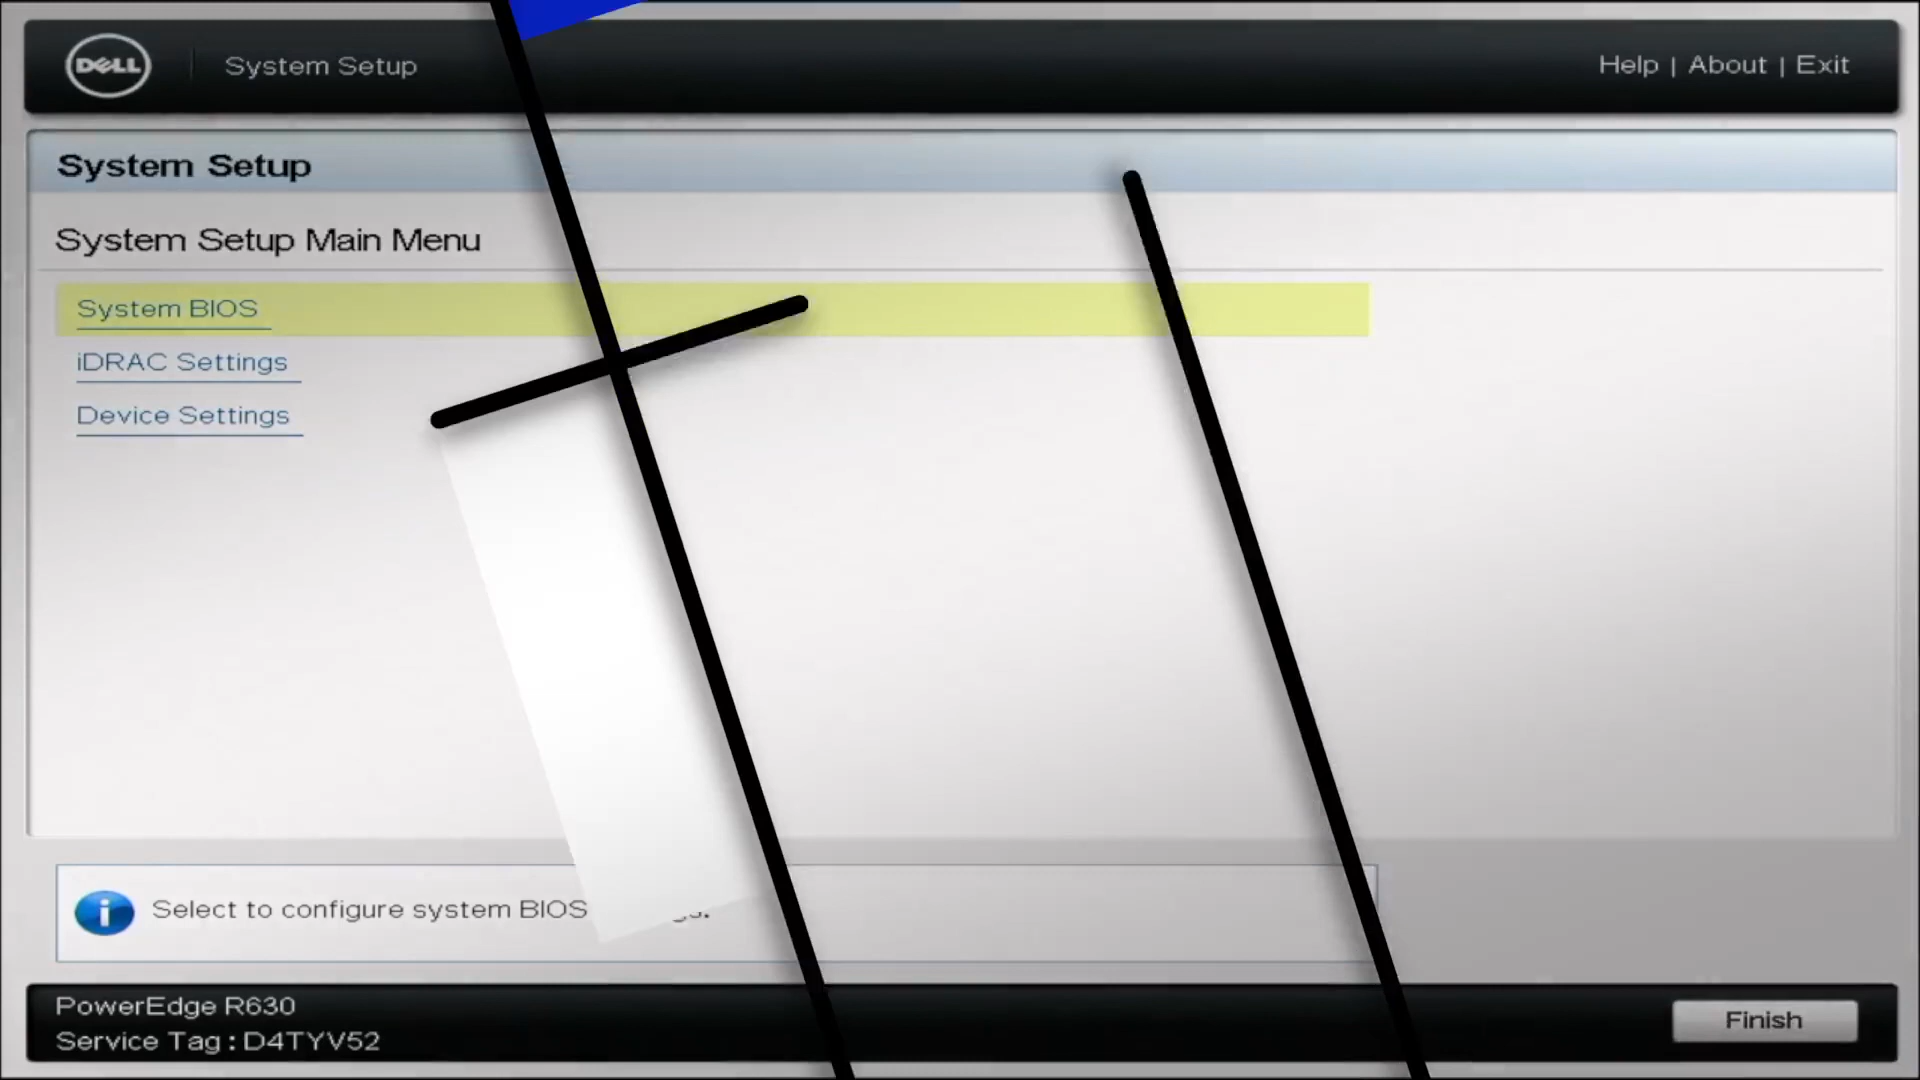 DELL
System Setup
Help | About | Exit
System Setup
System Setup Main Menu
System BIOS
iDRAC Settings
Device Settings
Select to configure system BIOS
PowerEdge R630
Service Tag : D4TYV52
Finish